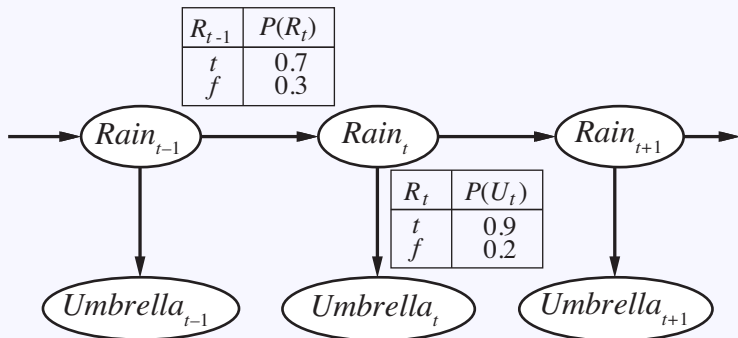 R_{t-1} P(R_t)
t 0.7
f 0.3
Rain_{t–1} Rain_t Rain_{t+1}
R_t P(U_t)
t 0.9
f 0.2
Umbrella_{t–1} Umbrella_t Umbrella_{t+1}